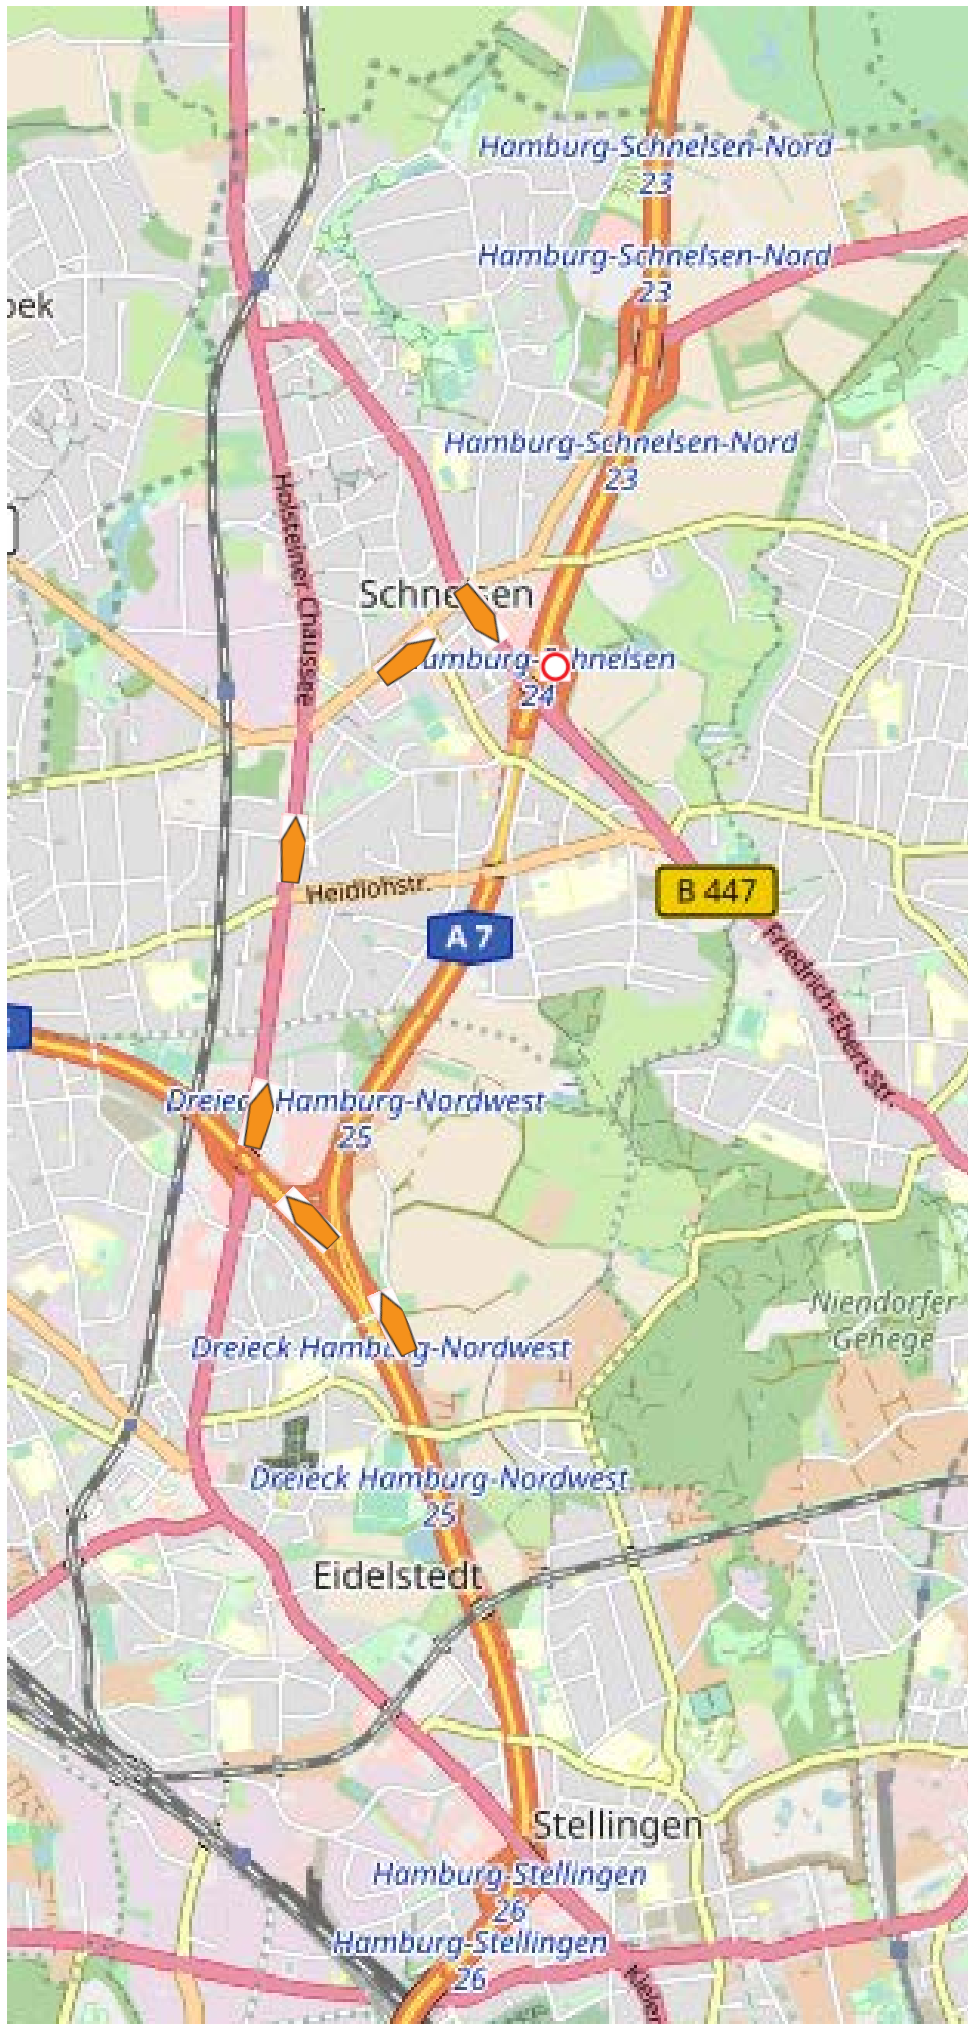 Hamburg-Schnelsen-Nord
23
Hamburg-Schnelsen-Nord
23
Hamburg-Schnelsen-Nord
23
Holsteiner Chaussee
Schnelsen
Hamburg-Schnelsen
24
Heidlohstr.
B 447
A 7
Friedrich-Ebert-Str.
Dreieck Hamburg-Nordwest
25
Niendorfer
Gehege
Dreieck Hamburg-Nordwest
Dreieck Hamburg-Nordwest
25
Eidelstedt
Stellingen
Hamburg-Stellingen
26
Hamburg-Stellingen
26
Kieler